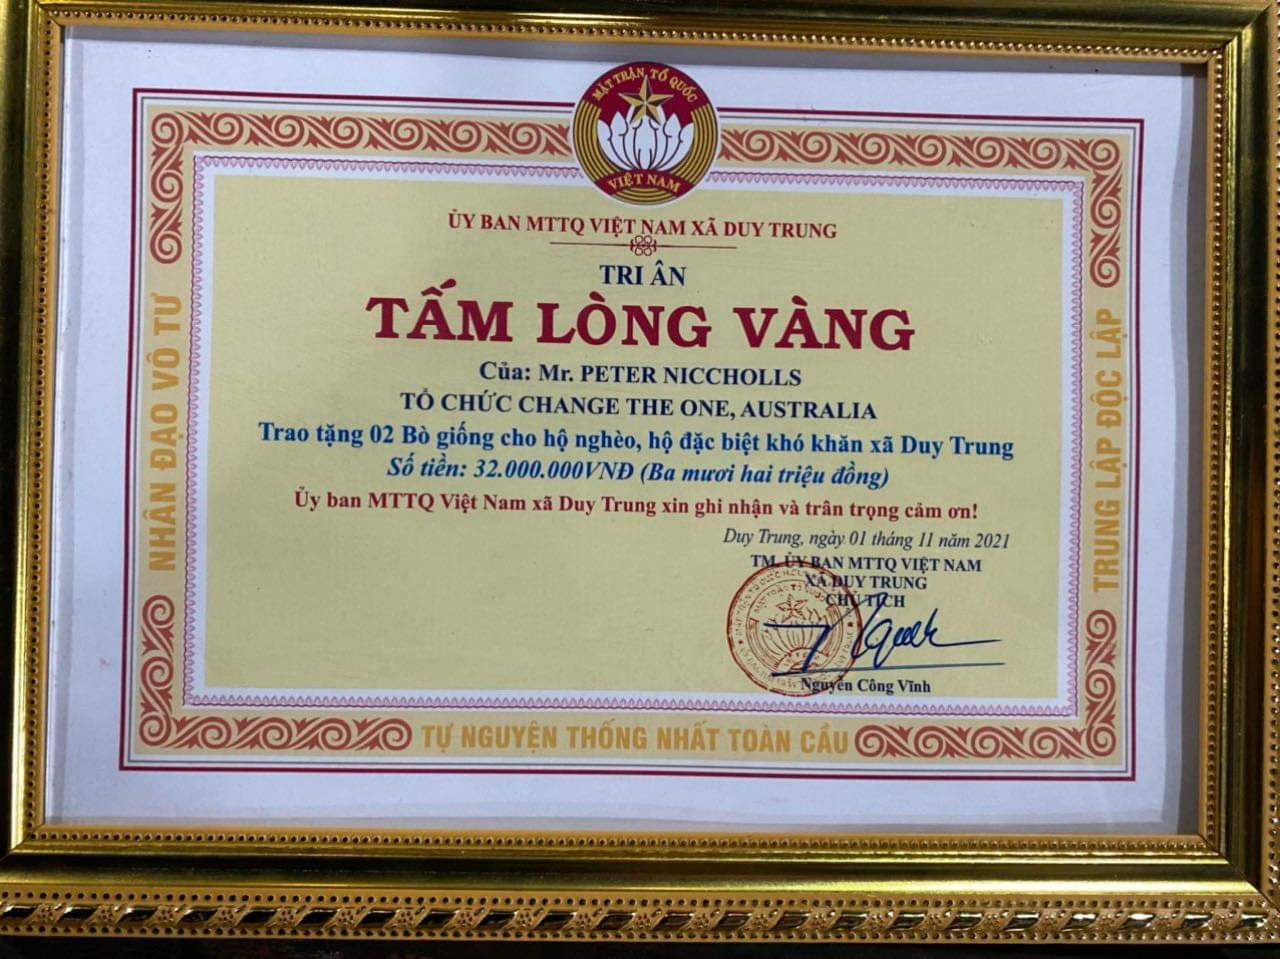 MẶT TRẬN TỔ QUỐC
VIỆT NAM
ỦY BAN MTTQ VIỆT NAM XÃ DUY TRUNG
TRI ÂN
TẤM LÒNG VÀNG
Của: Mr. PETER NICCHOLLS
TỔ CHỨC CHANGE THE ONE, AUSTRALIA
Trao tặng 02 Bò giống cho hộ nghèo, hộ đặc biệt khó khăn xã Duy Trung
Số tiền: 32.000.000VNĐ (Ba mươi hai triệu đồng)
Ủy ban MTTQ Việt Nam xã Duy Trung xin ghi nhận và trân trọng cảm ơn!
Duy Trung, ngày 01 tháng 11 năm 2021
TM. ỦY BAN MTTQ VIỆT NAM
XÃ DUY TRUNG
CHỦ TỊCH
Nguyễn Công Vĩnh
NHÂN ĐẠO VÔ TƯ
TRUNG LẬP ĐỘC LẬP
TỰ NGUYỆN THỐNG NHẤT TOÀN CẦU